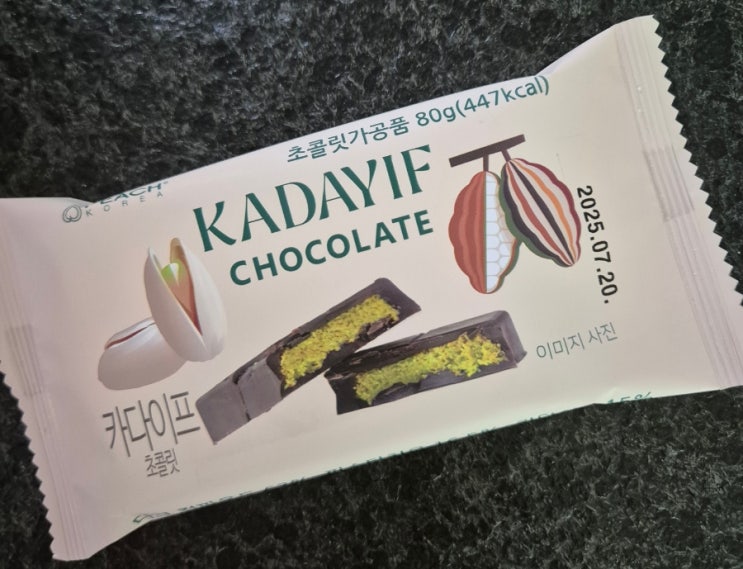 초콜릿가공품 80g(447kcal)
KOREA
KADAYIF
CHOCOLATE
2025.07.20.
이미지 사진
카다이프
초콜릿